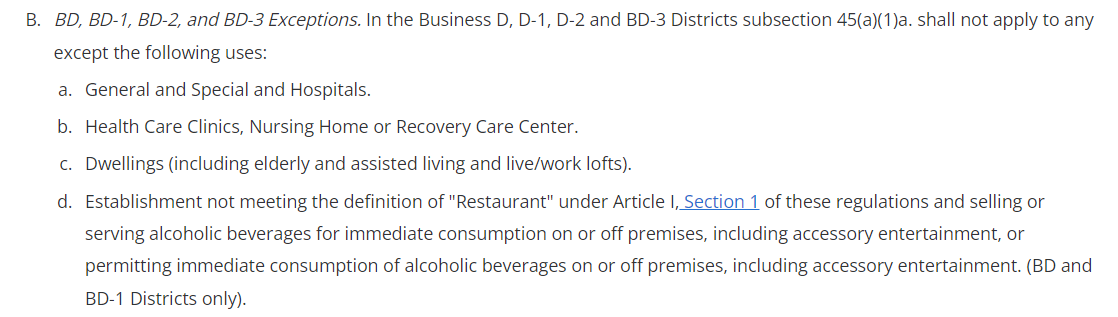 B. BD, BD-1, BD-2, and BD-3 Exceptions. In the Business D, D-1, D-2 and BD-3 Districts subsection 45(a)(1)a. shall not apply to any
except the following uses:
a. General and Special and Hospitals.
b. Health Care Clinics, Nursing Home or Recovery Care Center.
c. Dwellings (including elderly and assisted living and live/work lofts).
d. Establishment not meeting the definition of "Restaurant" under Article I, Section 1 of these regulations and selling or
serving alcoholic beverages for immediate consumption on or off premises, including accessory entertainment, or
permitting immediate consumption of alcoholic beverages on or off premises, including accessory entertainment. (BD and
BD-1 Districts only).